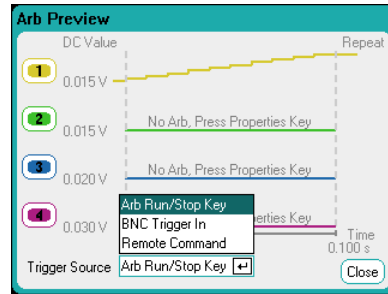 Arb Preview
DC Value
Repeat
1
0.015 V
2
0.015 V
No Arb, Press Properties Key
3
0.020 V
No Arb, Press Properties Key
4
0.030 V
Arb Run/Stop Key
BNC Trigger In
Remote Command
perties Key
Time
0.100 s
Trigger Source
Arb Run/Stop Key
Close